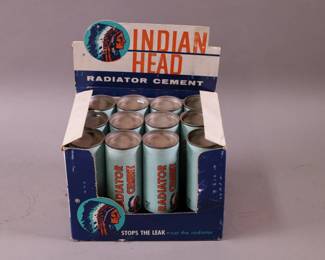 INDIAN
HEAD
RADIATOR CEMENT
RADIATOR
CEMENT
RADIATOR
CEMENT
STOPS THE LEAK